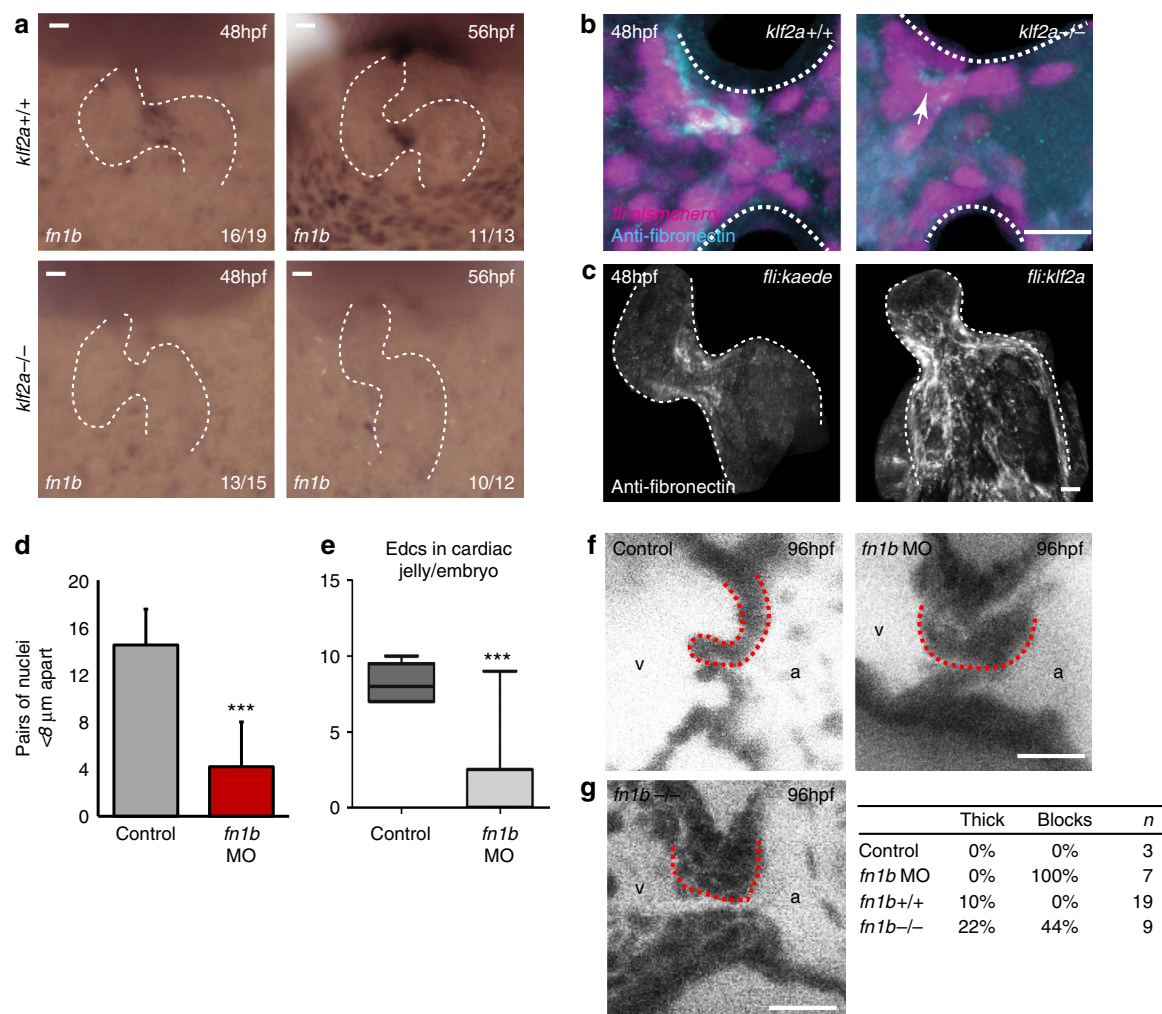 a
48hpf
56hpf
klf2a+/+
fn1b
16/19
fn1b
11/13
48hpf
56hpf
klf2a−/−
fn1b
13/15
fn1b
10/12
b
48hpf
klf2a+/+
klf2a−/−
fli:nlsmcherry
Anti-fibronectin
c
48hpf
fli:kaede
fli:klf2a
Anti-fibronectin
d
Pairs of nuclei
<8 µm apart
20
16
12
8
4
0
***
Control
fn1b
MO
e
Edcs in cardiac
jelly/embryo
15
10
5
0
***
Control
fn1b
MO
f
Control
96hpf
v
a
fn1b MO
96hpf
v
a
g
fn1b −/−
96hpf
v
a
Thick Blocks n
Control 0% 0% 3
fn1b MO 0% 100% 7
fn1b+/+ 10% 0% 19
fn1b−/− 22% 44% 9